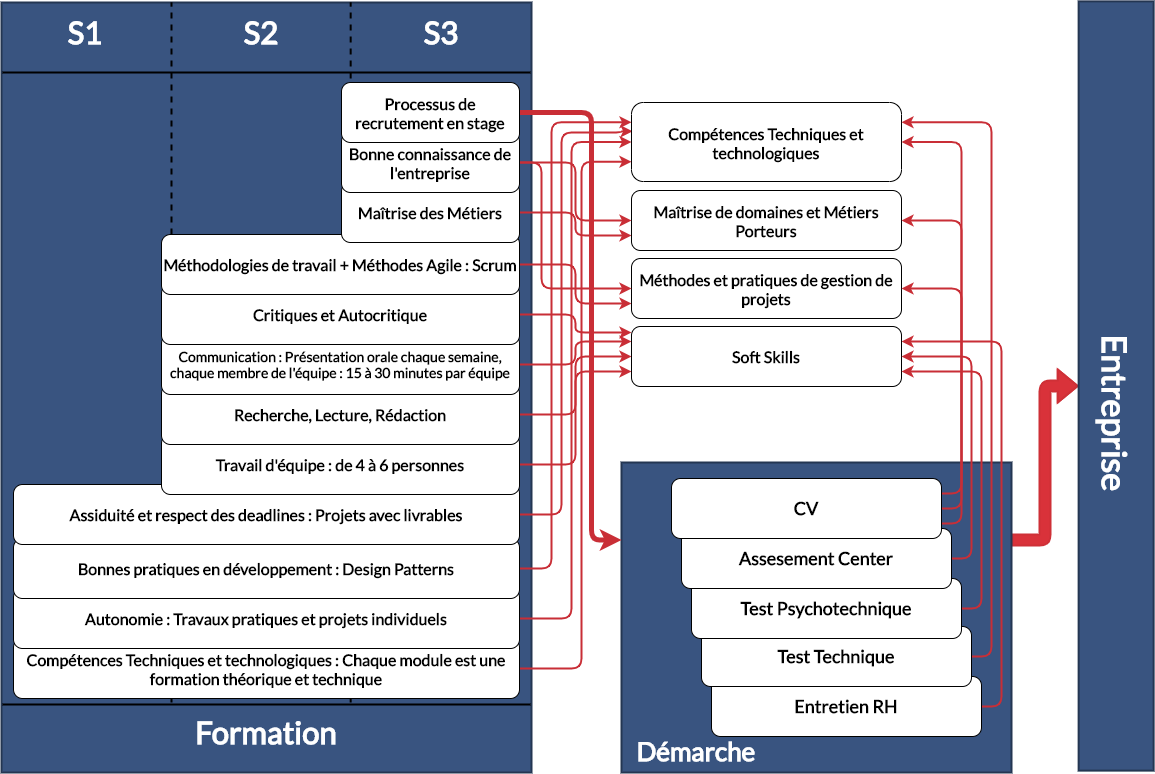 S1
S2
S3
Processus de
recrutement en stage
Bonne connaissance de
l'entreprise
Maîtrise des Métiers
Méthodologies de travail + Méthodes Agile : Scrum
Critiques et Autocritique
Communication : Présentation orale chaque semaine,
chaque membre de l'équipe : 15 à 30 minutes par équipe
Recherche, Lecture, Rédaction
Travail d'équipe : de 4 à 6 personnes
Assiduité et respect des deadlines : Projets avec livrables
Bonnes pratiques en développement : Design Patterns
Autonomie : Travaux pratiques et projets individuels
Compétences Techniques et technologiques : Chaque module est une
formation théorique et technique
Formation
Compétences Techniques et
technologiques
Maîtrise de domaines et Métiers
Porteurs
Méthodes et pratiques de gestion de
projets
Soft Skills
CV
Assesement Center
Test Psychotechnique
Test Technique
Entretien RH
Démarche
Entreprise